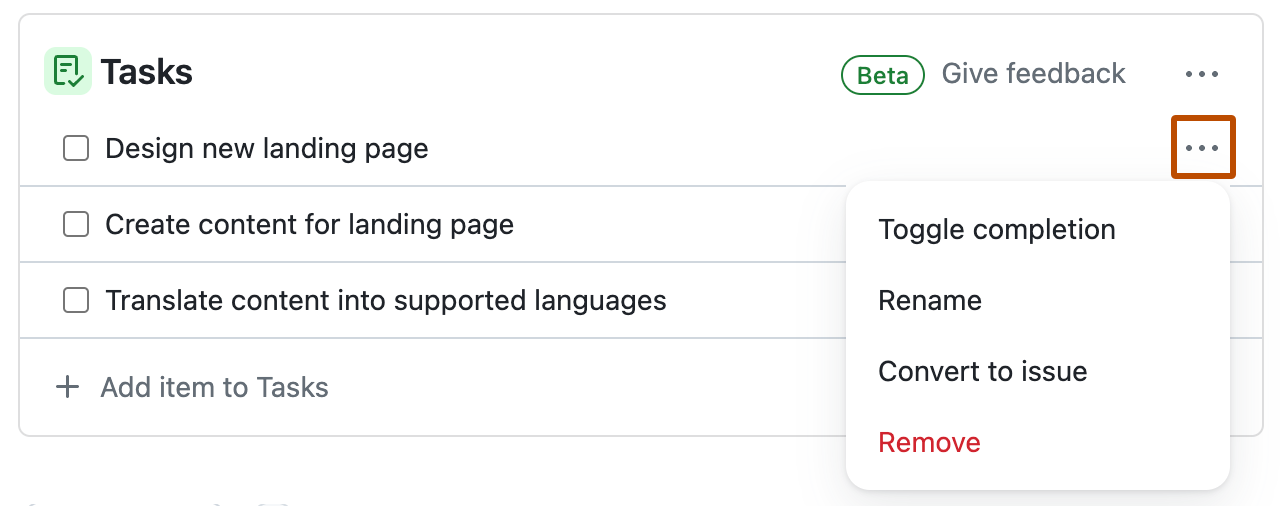 Tasks
Beta Give feedback
Design new landing page
Create content for landing page
Translate content into supported languages
Add item to Tasks
Toggle completion
Rename
Convert to issue
Remove